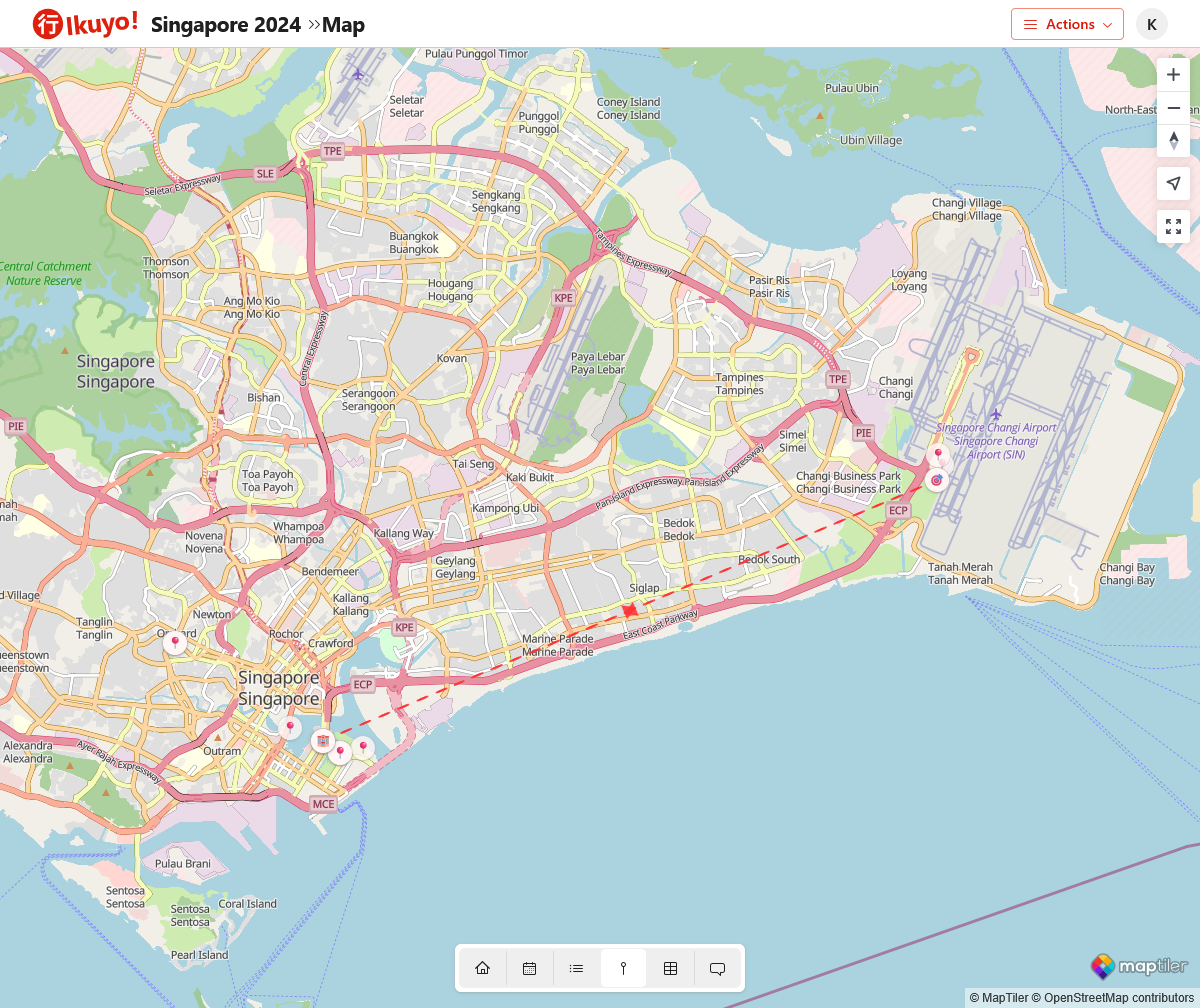 行 Ikuyo!
Singapore 2024 »Map
Actions
K
Pulau Punggol Timor
Seletar
Seletar
Coney Island
Coney Island
Pulau Ubin
North-East
Punggol
Punggol
Ubin Village
TPE
SLE
Seletar Expressway
Sengkang
Sengkang
Changi Village
Changi Village
Buangkok
Buangkok
Tampines Expressway
Central Catchment
Nature Reserve
Thomson
Thomson
Loyang
Loyang
Pasir Ris
Pasir Ris
Hougang
Hougang
KPE
Ang Mo Kio
Ang Mo Kio
Central Expressway
Kovan
Paya Lebar
Paya Lebar
Singapore
Singapore
Tampines
Tampines
TPE
Changi
Changi
Bishan
Serangoon
Serangoon
PIE
PIE
Singapore Changi Airport
Singapore Changi
Airport (SIN)
Simei
Simei
Tai Seng
Kaki Bukit
Toa Payoh
Toa Payoh
Pan-Island Expressway
Pan-Island Expressway
Changi Business Park
Changi Business Park
Kampong Ubi
ECP
Whampoa
Whampoa
Kallang Way
Bedok
Bedok
Novena
Novena
Geylang
Geylang
Bedok South
Bendemeer
Tanah Merah
Tanah Merah
Changi Bay
Changi Bay
Siglap
d Village
Kallang
Kallang
Newton
Tanglin
Tanglin
KPE
East Coast Parkway
Rochor
Crawford
Marine Parade
Marine Parade
ueenstown
ueenstown
Singapore
Singapore
ECP
Alexandra
Alexandra
Ayer Rajah Expressway
Outram
MCE
Pulau Brani
Sentosa
Sentosa
Coral Island
Sentosa
Sentosa
Pearl Island
maptiler
© MapTiler © OpenStreetMap contributors